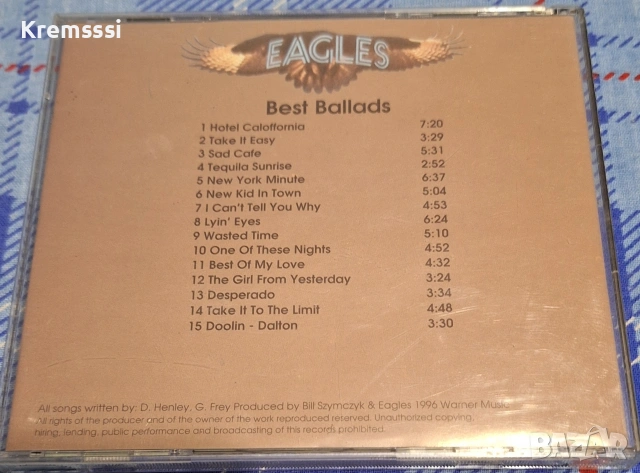 Kremsssi
EAGLES
Best Ballads
1 Hotel Caloffornia 7:20
2 Take It Easy 3:29
3 Sad Cafe 5:31
4 Tequila Sunrise 2:52
5 New York Minute 6:37
6 New Kid In Town 5:04
7 I Can't Tell You Why 4:53
8 Lyin' Eyes 6:24
9 Wasted Time 5:10
10 One Of These Nights 4:52
11 Best Of My Love 4:32
12 The Girl From Yesterday 3:24
13 Desperado 3:34
14 Take It To The Limit 4:48
15 Doolin - Dalton 3:30
All songs written by: D. Henley, G. Frey Produced by Bill Szymczyk & Eagles 1996 Warner Music
All rights of the producer and of the owner of the work reproduced reserved. Unauthorized copying,
hiring, lending, public performance and broadcasting of this records prohibited.
BAZAR